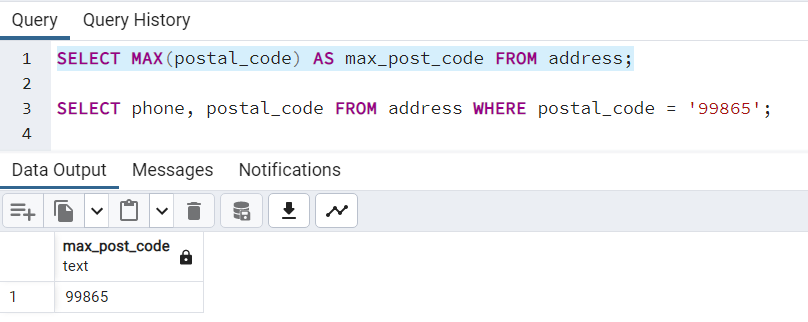 Query Query History
1 SELECT MAX(postal_code) AS max_post_code FROM address;
2
3 SELECT phone, postal_code FROM address WHERE postal_code = '99865';
4
Data Output Messages Notifications
max_post_code
text
1 99865